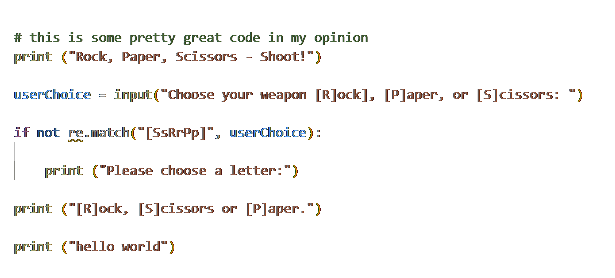 # this is some pretty great code in my opinion
print ("Rock, Paper, Scissors – Shoot!")
userChoice = input("Choose your weapon [R]ock], [P]aper, or [S]cissors: ")
if not re.match("[SsRrPp]", userChoice):
print ("Please choose a letter:")
print ("[R]ock, [S]cissors or [P]aper.")
print ("hello world")